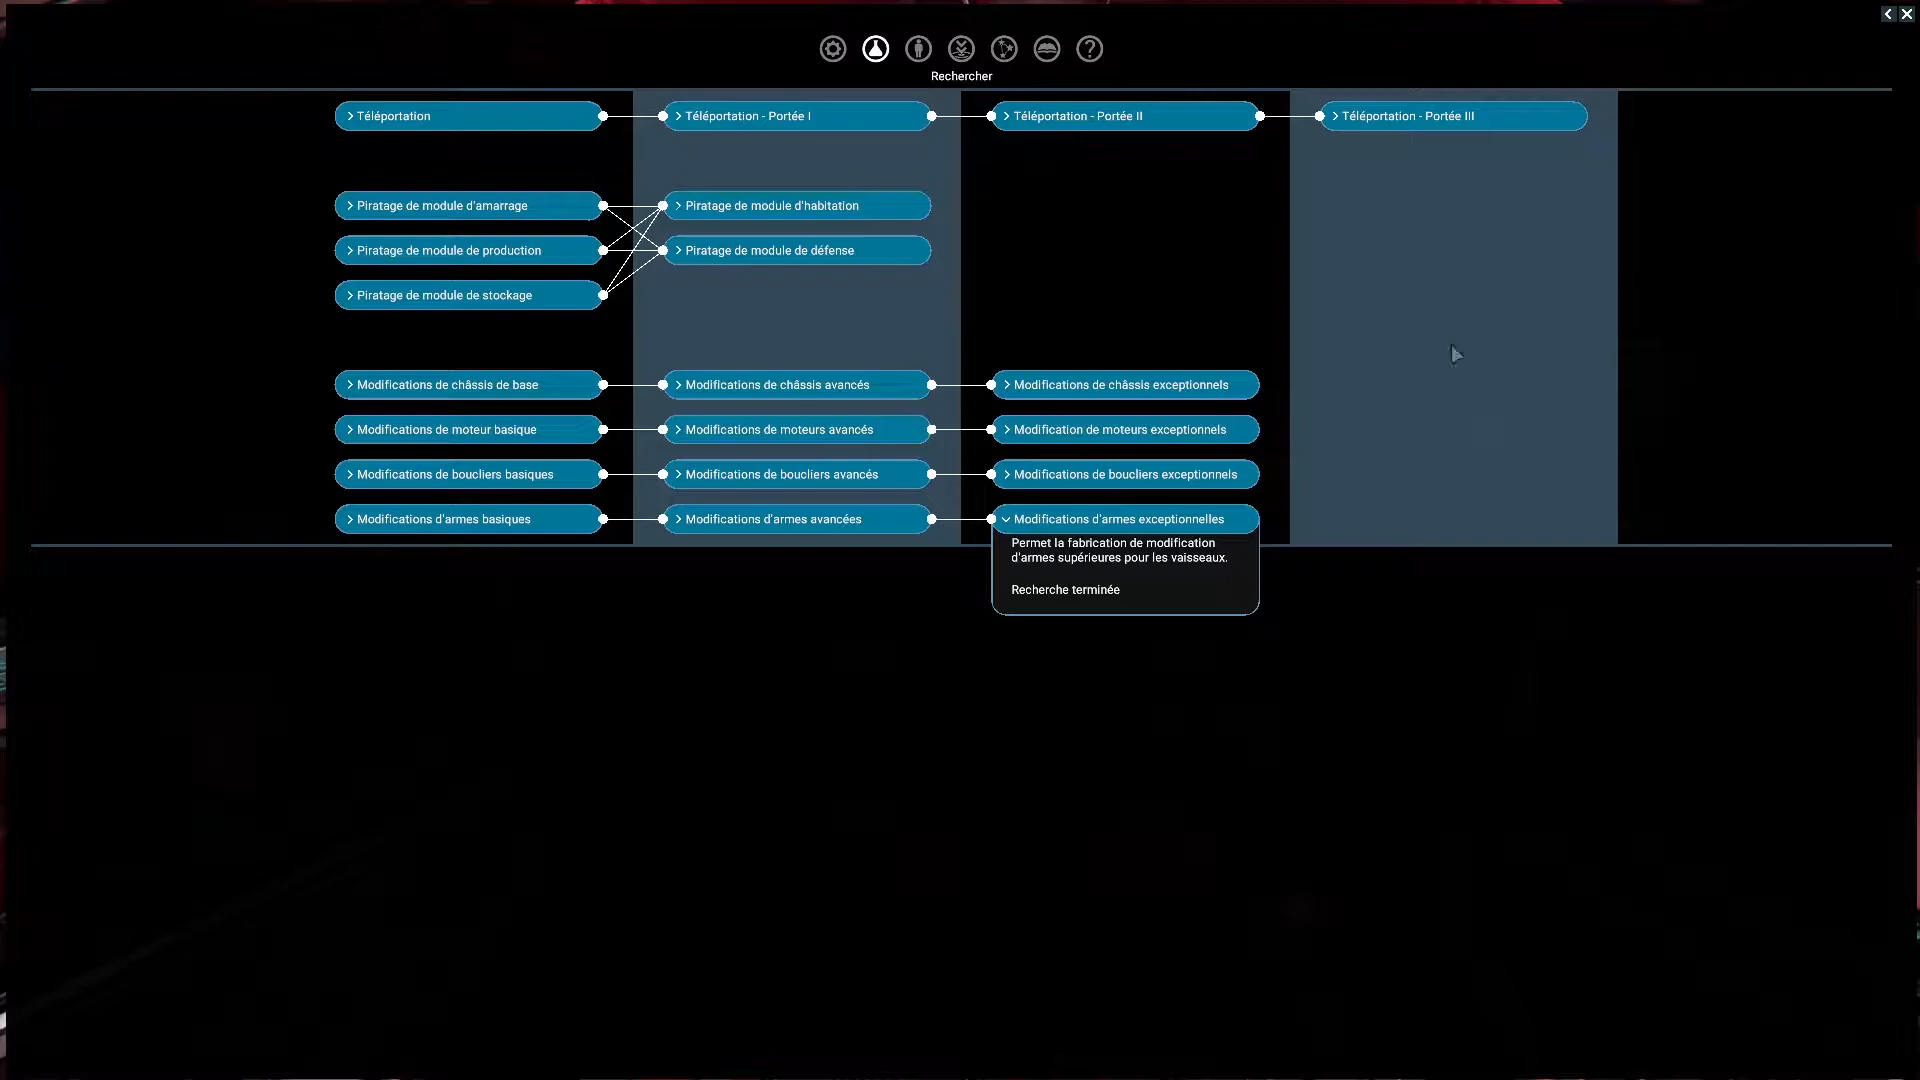 Rechercher
Téléportation
Téléportation - Portée I
Téléportation - Portée II
Téléportation - Portée III
Piratage de module d'amarrage
Piratage de module d'habitation
Piratage de module de production
Piratage de module de défense
Piratage de module de stockage
Modifications de châssis de base
Modifications de châssis avancés
Modifications de châssis exceptionnels
Modifications de moteur basique
Modifications de moteurs avancés
Modification de moteurs exceptionnels
Modifications de boucliers basiques
Modifications de boucliers avancés
Modifications de boucliers exceptionnels
Modifications d'armes basiques
Modifications d'armes avancées
Modifications d'armes exceptionnelles
Permet la fabrication de modification
d'armes supérieures pour les vaisseaux.
Recherche terminée